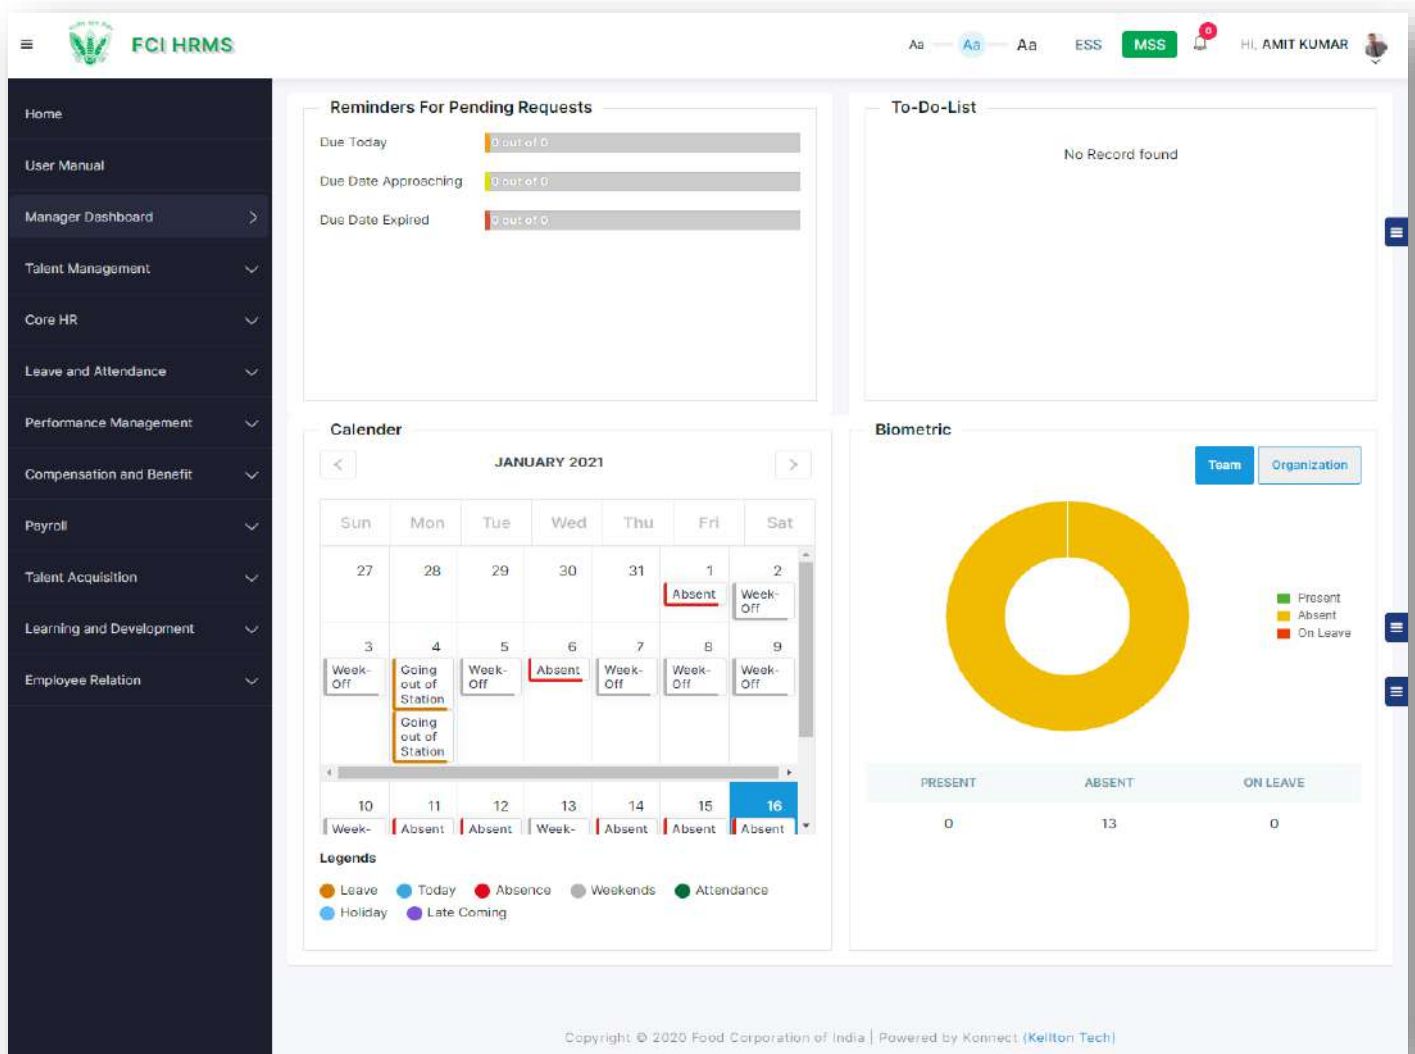 FCI HRMS
Aa Aa Aa ESS MSS 0 Hi, AMIT KUMAR
Home
User Manual
Manager Dashboard
Talent Management
Core HR
Leave and Attendance
Performance Management
Compensation and Benefit
Payroll
Talent Acquisition
Learning and Development
Employee Relation
Reminders For Pending Requests
Due Today 0 out of 0
Due Date Approaching 0 out of 0
Due Date Expired 0 out of 0
To-Do-List
No Record found
Calender
< JANUARY 2021 >
Sun Mon Tue Wed Thu Fri Sat
27 28 29 30 31 1 2
Absent Week-
Off
3 4 5 6 7 8 9
Week- Going Week- Absent Week- Week- Week-
Off out of Off Off Off Off
Station
Going
out of
Station
10 11 12 13 14 15 16
Week- Absent Absent Week- Absent Absent Absent
Legends
Leave Today Absence Weekends Attendance
Holiday Late Coming
Biometric
Team Organization
Present
Absent
On Leave
PRESENT ABSENT ON LEAVE
0 13 0
Copyright © 2020 Food Corporation of India | Powered by Konnect (Kellton Tech)